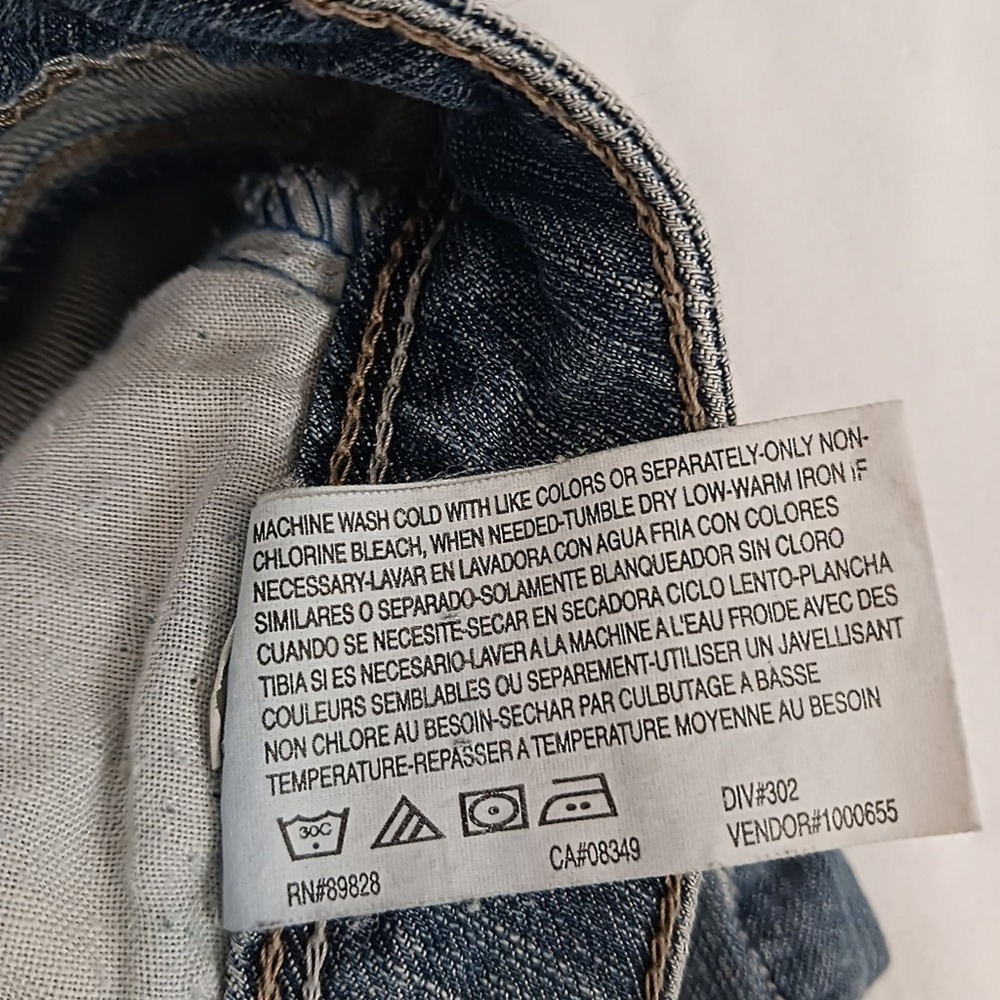 MACHINE WASH COLD WITH LIKE COLORS OR SEPARATELY-ONLY NON-
CHLORINE BLEACH, WHEN NEEDED-TUMBLE DRY LOW-WARM IRON IF
NECESSARY-LAVAR EN LAVADORA CON AGUA FRIA CON COLORES
SIMILARES O SEPARADO-SOLAMENTE BLANQUEADOR SIN CLORO
CUANDO SE NECESITE-SECAR EN SECADORA CICLO LENTO-PLANCHA
TIBIA SI ES NECESARIO-LAVER A LA MACHINE A L'EAU FROIDE AVEC DES
COULEURS SEMBLABLES OU SEPAREMENT-UTILISER UN JAVELLISANT
NON CHLORE AU BESOIN-SECHAR PAR CULBUTAGE A BASSE
TEMPERATURE-REPASSER A TEMPERATURE MOYENNE AU BESOIN
30C
DIV#302
RN#89828 CA#08349 VENDOR#1000655